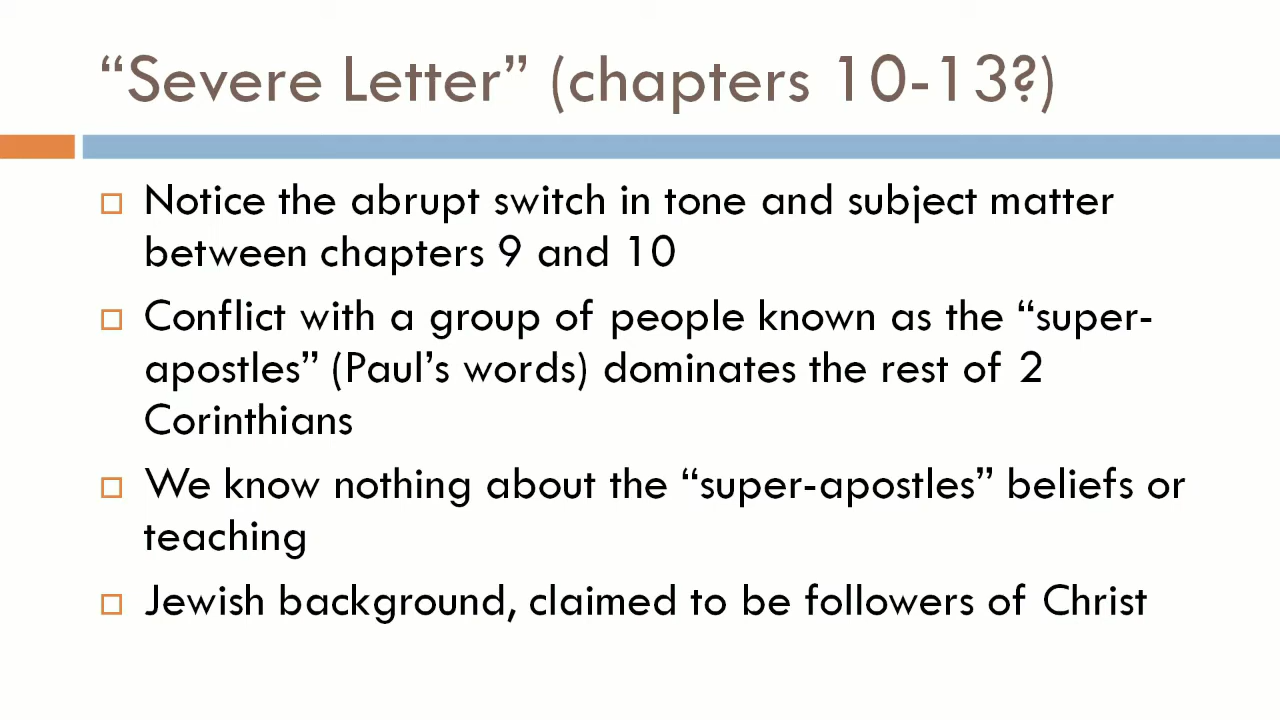 “Severe Letter” (chapters 10-13?)
Notice the abrupt switch in tone and subject matter
between chapters 9 and 10
Conflict with a group of people known as the “super-
apostles” (Paul’s words) dominates the rest of 2
Corinthians
We know nothing about the “super-apostles” beliefs or
teaching
Jewish background, claimed to be followers of Christ